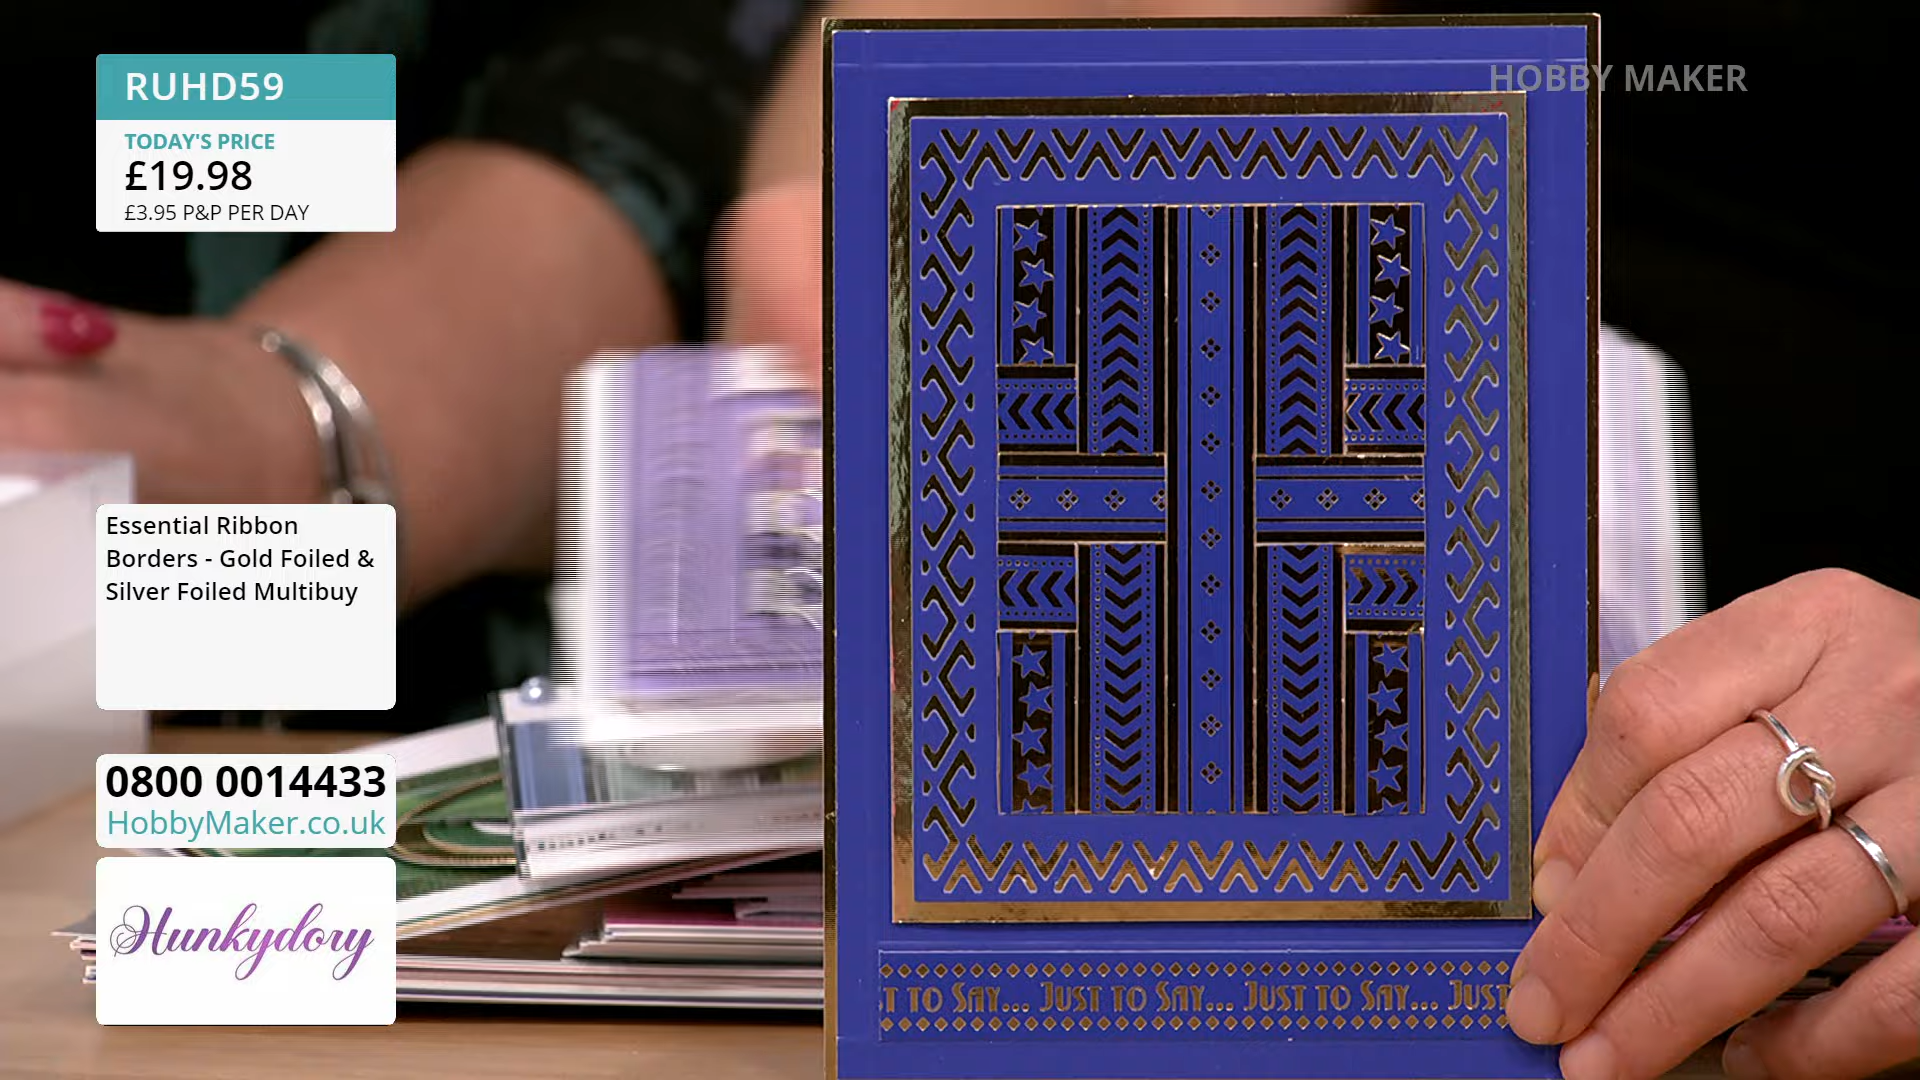 RUHD59
TODAY'S PRICE
£19.98
£3.95 P&P PER DAY
HOBBY MAKER
Essential Ribbon
Borders - Gold Foiled &
Silver Foiled Multibuy
0800 0014433
HobbyMaker.co.uk
Hunkydory
T TO SAY... JUST TO SAY... JUST TO SAY... JUST